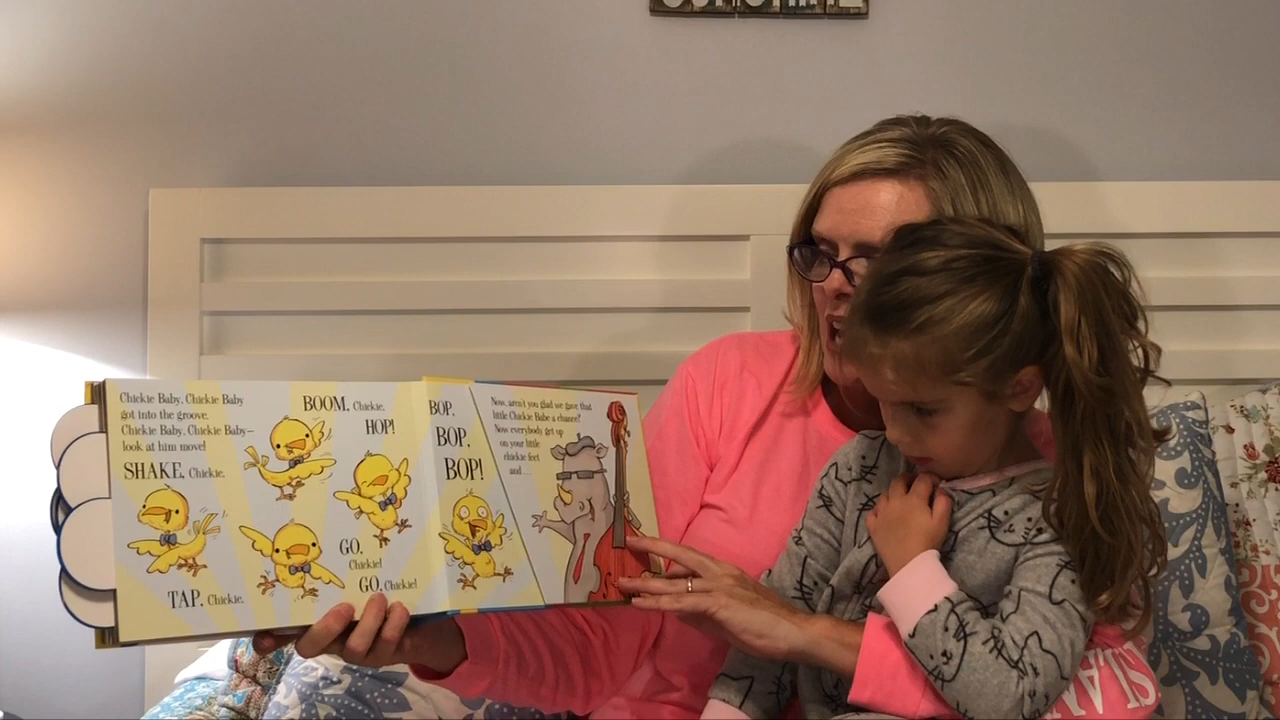 Chickie Baby, Chickie Baby
got into the groove.
Chickie Baby, Chickie Baby–
look at him move!
SHAKE, Chickie.
TAP, Chickie.
BOOM, Chickie,
HOP!
GO,
Chickie!
GO, Chickie!
BOP,
BOP,
BOP!
Now, aren't you glad we gave that
little Chickie Babe a chance?
Now everybody get up
on your little
chickie feet
and . . .
ISLAN